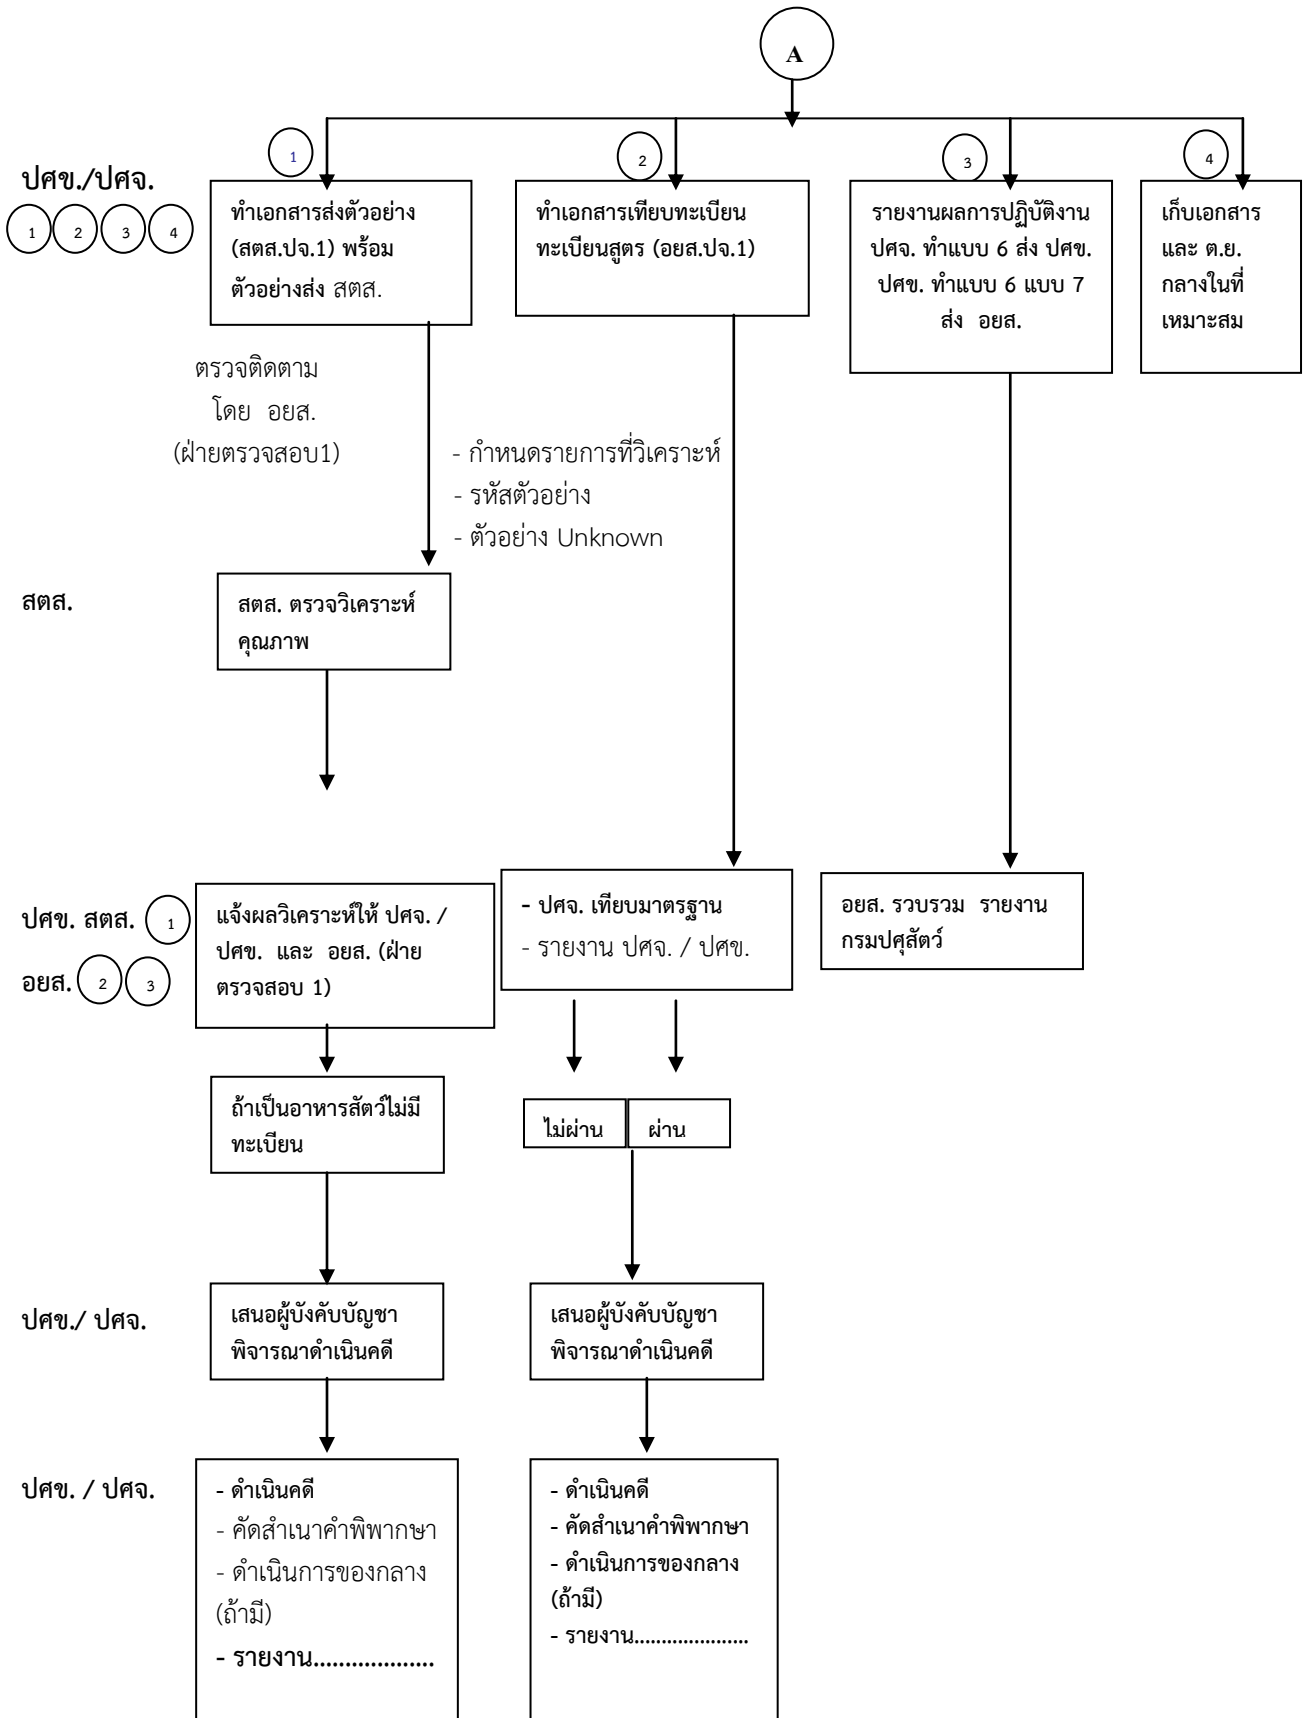 A
1
2
3
4
ปศข./ปศจ.
1 2 3 4
ทำเอกสารส่งตัวอย่าง
(สตส.ปจ.1) พร้อม
ตัวอย่างส่ง สตส.
ทำเอกสารเทียบทะเบียน
ทะเบียนสูตร (อยส.ปจ.1)
รายงานผลการปฏิบัติงาน
ปศจ. ทำแบบ 6 ส่ง ปศข.
ปศข. ทำแบบ 6 แบบ 7
ส่ง อยส.
เก็บเอกสาร
และ ต.ย.
กลางในที่
เหมาะสม
ตรวจติดตาม
โดย อยส.
(ฝ่ายตรวจสอบ1)
- กำหนดรายการที่วิเคราะห์
- รหัสตัวอย่าง
- ตัวอย่าง Unknown
สตส.
สตส. ตรวจวิเคราะห์
คุณภาพ
ปศข. สตส. 1
อยส. 2 3
แจ้งผลวิเคราะห์ให้ ปศจ. /
ปศข. และ อยส. (ฝ่าย
ตรวจสอบ 1)
- ปศจ. เทียบมาตรฐาน
- รายงาน ปศจ. / ปศข.
อยส. รวบรวม รายงาน
กรมปศุสัตว์
ถ้าเป็นอาหารสัตว์ไม่มี
ทะเบียน
ไม่ผ่าน
ผ่าน
ปศข./ ปศจ.
เสนอผู้บังคับบัญชา
พิจารณาดำเนินคดี
เสนอผู้บังคับบัญชา
พิจารณาดำเนินคดี
ปศข. / ปศจ.
- ดำเนินคดี
- คัดสำเนาคำพิพากษา
- ดำเนินการของกลาง
(ถ้ามี)
- รายงาน...................
- ดำเนินคดี
- คัดสำเนาคำพิพากษา
- ดำเนินการของกลาง
(ถ้ามี)
- รายงาน.....................